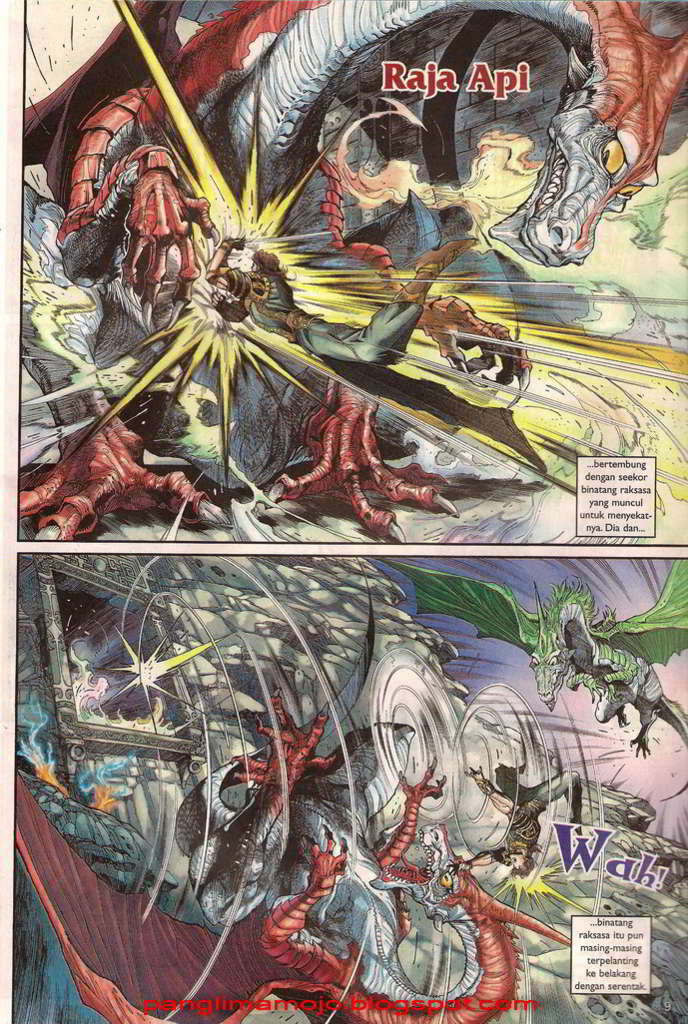 Raja Api
...bertembung
dengan seekor
binatang raksasa
yang muncul
untuk menyekat-
nya. Dia dan...
Wah!
...binatang
raksasa itu pun
masing-masing
terpelanting
ke belakang
dengan serentak.
panglimamojo.blogspot.com
9